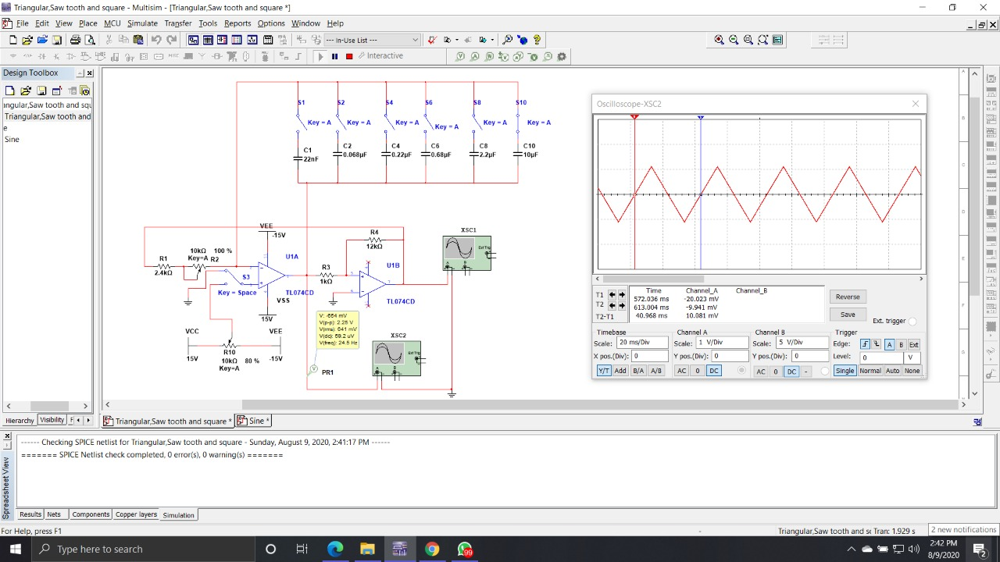 Triangular,Saw tooth and square - Multisim - [Triangular,Saw tooth and square *]
File Edit View Place MCU Simulate Transfer Tools Reports Options Window Help
--- In-Use List ---
Interactive
Design Toolbox
angular,Saw tooth and squ
Triangular,Saw tooth and
e
Sine
Hierarchy Visibility
S1 S2 S4 S6 S8 S10
Key = A Key = A Key = A Key = A Key = A Key = A
C1 C2 C4 C6 C8 C10
22nF 0.068µF 0.22µF 0.68µF 2.2µF 10µF
VEE
-15V
XSC1
Ext Trig
R4
12kΩ
10kΩ 100 %
Key=A R2
R1
2.4kΩ
U1A
U1B
S3
Key = Space
R3
1kΩ
TL074CD
TL074CD
VSS
15V
VCC
15V
VEE
-15V
R10
10kΩ 80 %
Key=A
V: -654 mV
V(p-p): 2.25 V
V(rms): 641 mV
V(dc): 69.2 uV
V(freq): 24.5 Hz
V
PR1
XSC2
Ext Trig
Oscilloscope-XSC2
Time Channel_A Channel_B
T1 572.036 ms -20.023 mV
T2 613.004 ms -9.941 mV
T2-T1 40.968 ms 10.081 mV
Reverse
Save
Ext. trigger
Timebase Channel A Channel B Trigger
Scale: 20 ms/Div Scale: 1 V/Div Scale: 5 V/Div Edge: A B Ext
X pos.(Div): 0 Y pos.(Div): 0 Y pos.(Div): 0 Level: 0 V
Y/T Add B/A A/B AC 0 DC AC 0 DC - Single Normal Auto None
Triangular,Saw tooth and square * Sine *
------ Checking SPICE netlist for Triangular,Saw tooth and square - Sunday, August 9, 2020, 2:41:17 PM ------
======= SPICE Netlist check completed, 0 error(s), 0 warning(s) =======
Spreadsheet View
Results Nets Components Copper layers Simulation
For Help, press F1
- Triangular,Saw tooth and sc Tran: 1.929 s
2 new notifications
Type here to search
99
2:42 PM
8/9/2020
2